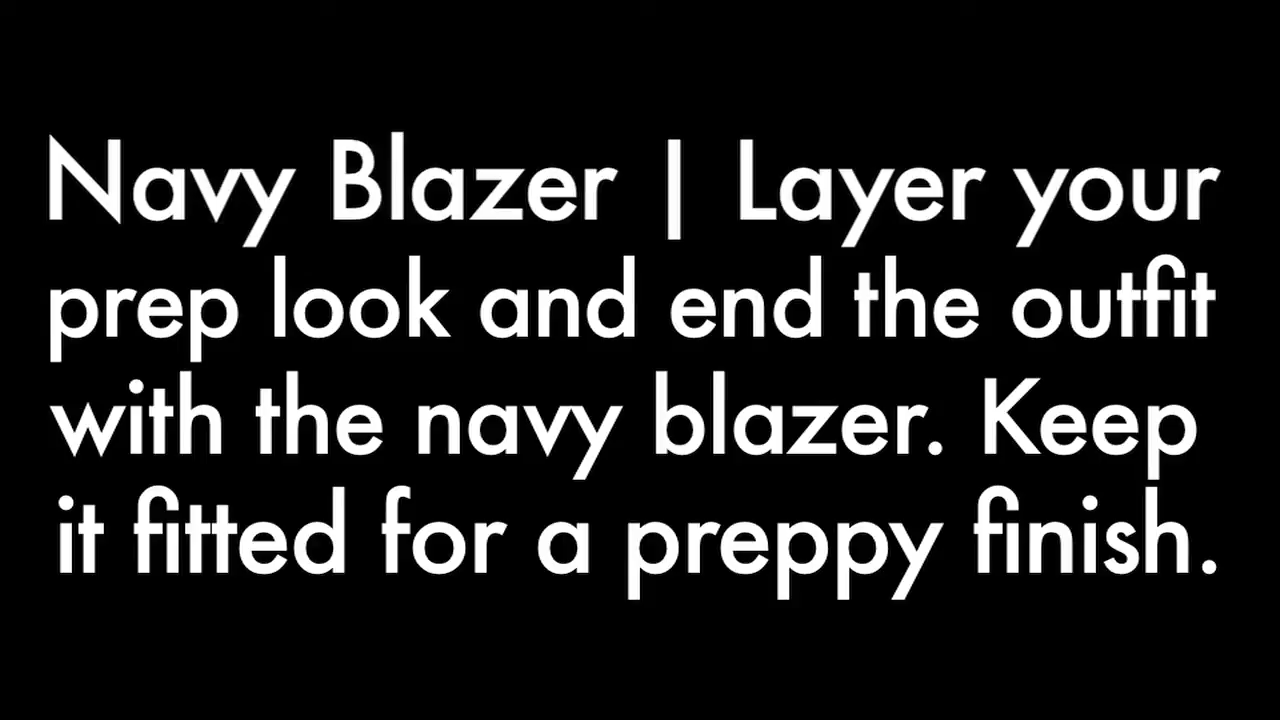 Navy Blazer | Layer your
prep look and end the outfit
with the navy blazer. Keep
it fitted for a preppy finish.